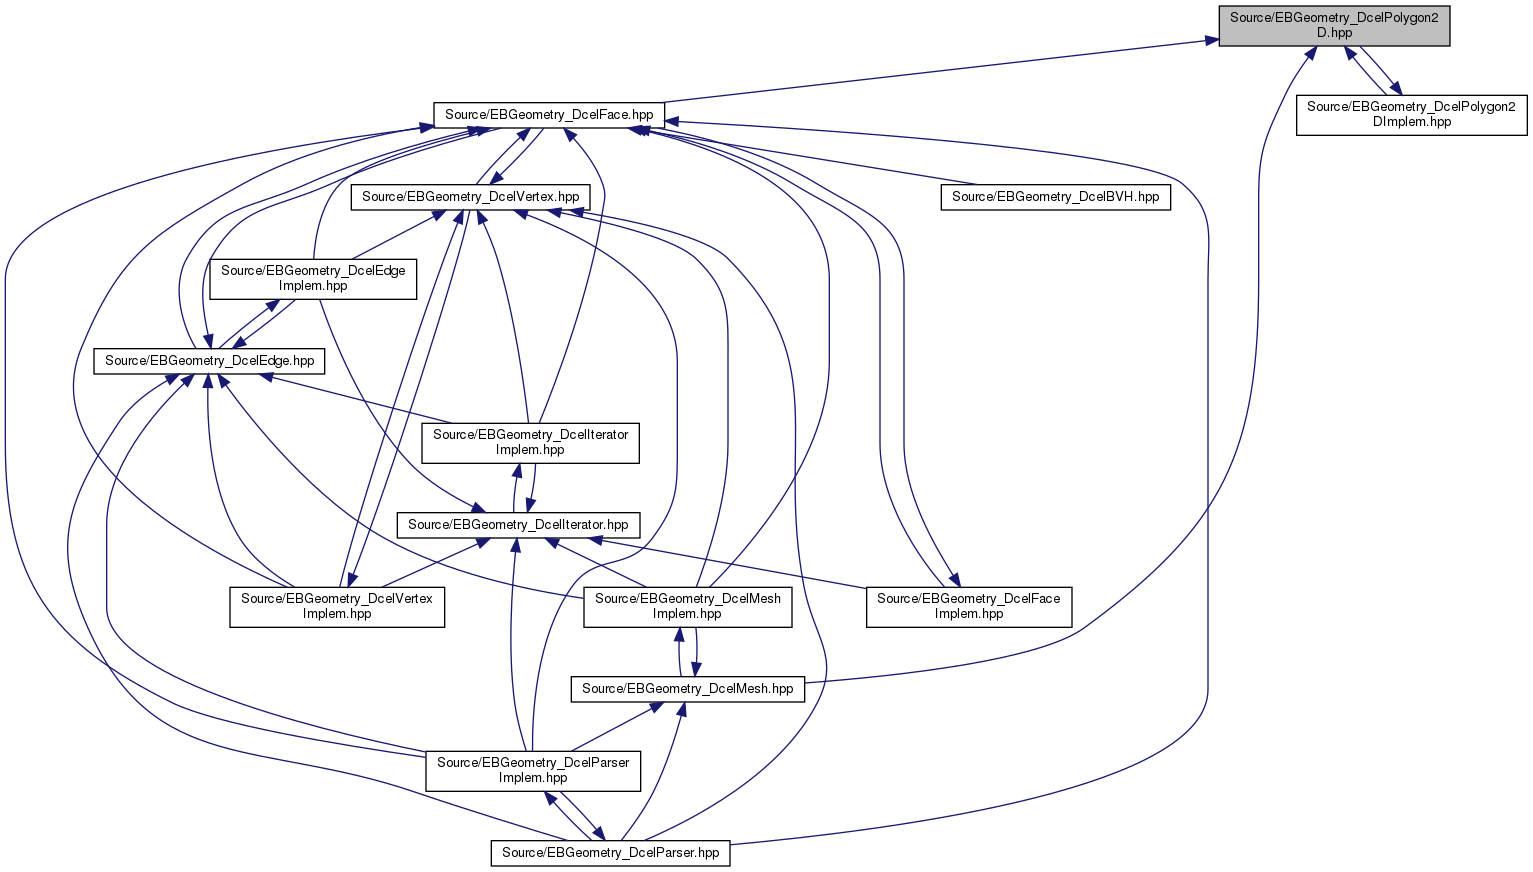 Source/EBGeometry_DcelPolygon2
D.hpp
Source/EBGeometry_DcelFace.hpp
Source/EBGeometry_DcelPolygon2
DImplem.hpp
Source/EBGeometry_DcelVertex.hpp
Source/EBGeometry_DcelBVH.hpp
Source/EBGeometry_DcelEdge
Implem.hpp
Source/EBGeometry_DcelEdge.hpp
Source/EBGeometry_DcelIterator
Implem.hpp
Source/EBGeometry_DcelIterator.hpp
Source/EBGeometry_DcelVertex
Implem.hpp
Source/EBGeometry_DcelMesh
Implem.hpp
Source/EBGeometry_DcelFace
Implem.hpp
Source/EBGeometry_DcelMesh.hpp
Source/EBGeometry_DcelParser
Implem.hpp
Source/EBGeometry_DcelParser.hpp